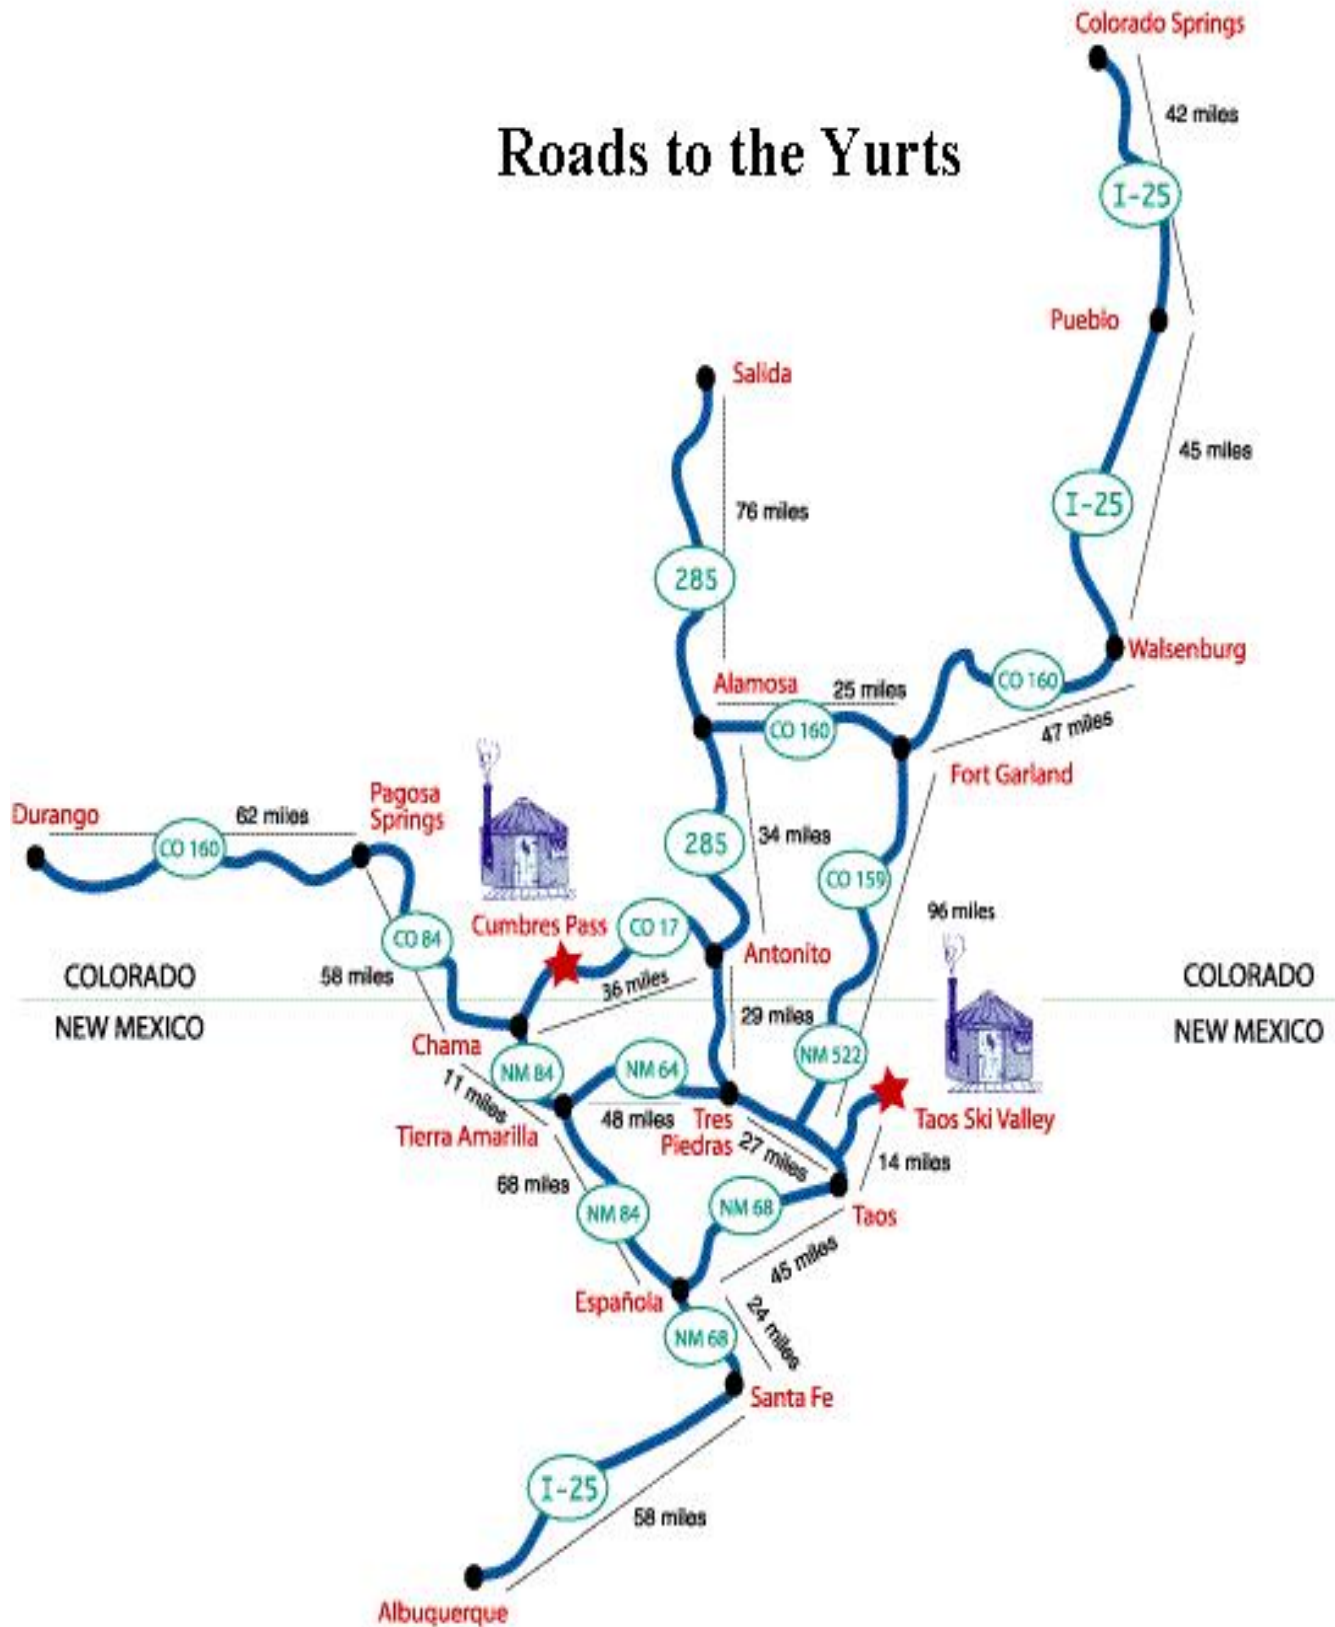 Colorado Springs
42 miles
Roads to the Yurts
I-25
Pueblo
Salida
45 miles
I-25
76 miles
285
Walsenburg
Alamosa
25 miles
CO 160
CO 160
47 miles
Fort Garland
Durango
62 miles
Pagosa
Springs
CO 160
285
34 miles
CO 159
Cumbres Pass
CO 17
96 miles
CO 84
Antonito
COLORADO
58 miles
36 miles
COLORADO
NEW MEXICO
29 miles
NEW MEXICO
Chama
NM 522
NM 84
NM 64
11 miles
48 miles
Tres
Piedras
Taos Ski Valley
Tierra Amarilla
27 miles
14 miles
68 miles
NM 84
NM 68
Taos
45 miles
Española
24 miles
NM 68
Santa Fe
I-25
58 miles
Albuquerque